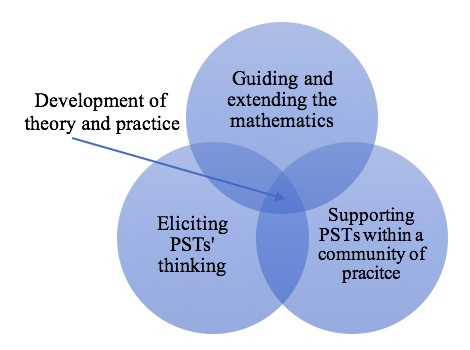 Guiding and
extending the
mathematics
Development of
theory and practice
Eliciting
PSTs'
thinking
Supporting
PSTs within a
community of
pracitce